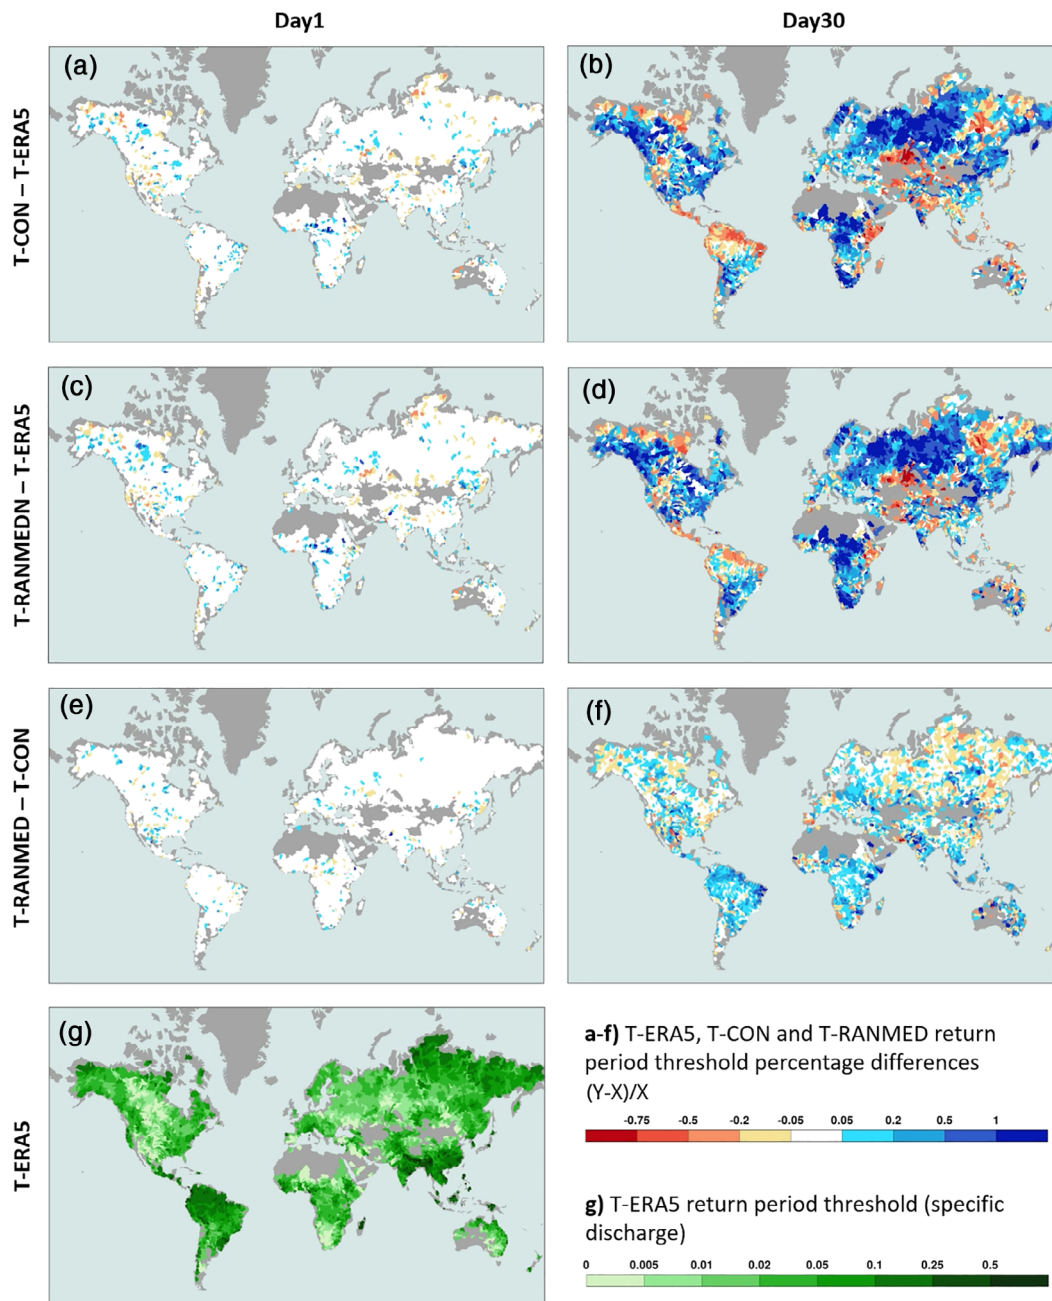 Day1
Day30
T-CON – T-ERA5
(a)
(b)
T-RANMEDN – T-ERA5
(c)
(d)
T-RANMED – T-CON
(e)
(f)
T-ERA5
(g)
a-f) T-ERA5, T-CON and T-RANMED return
period threshold percentage differences
(Y-X)/X
-0.75 -0.5 -0.2 -0.05 0.05 0.2 0.5 1
g) T-ERA5 return period threshold (specific
discharge)
0 0.005 0.01 0.02 0.05 0.1 0.25 0.5